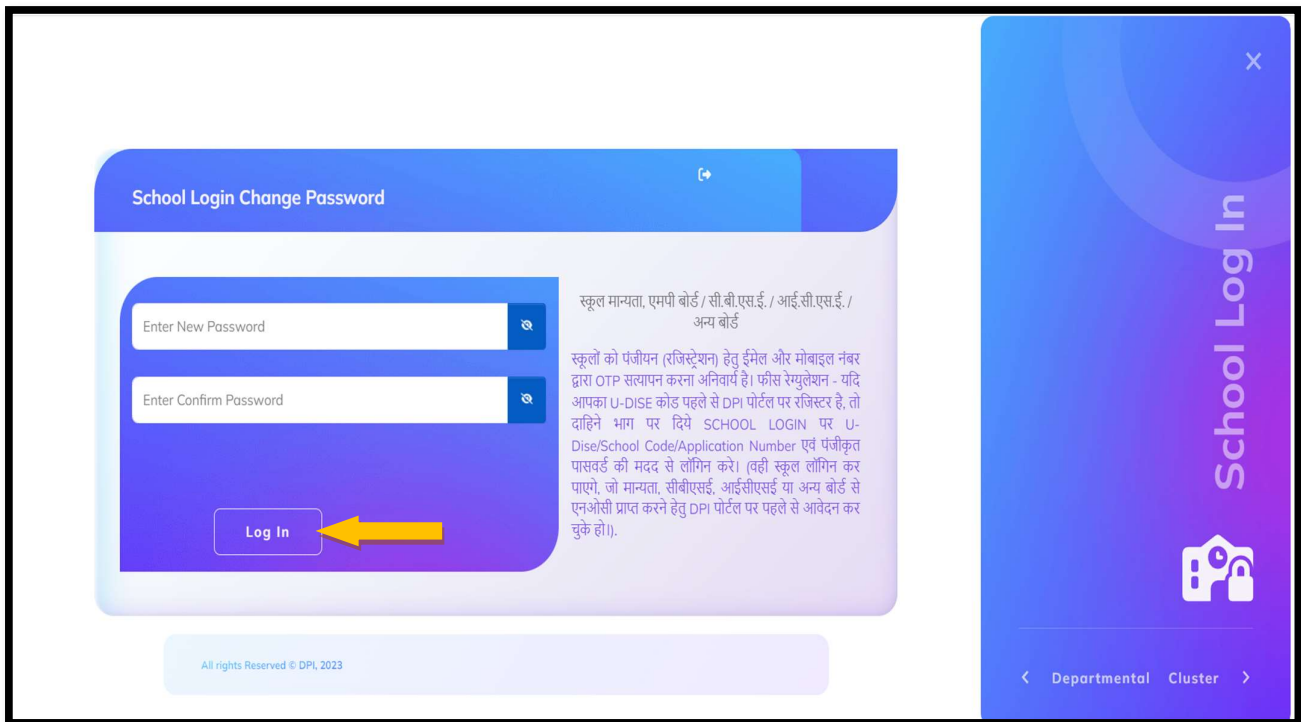 School Login Change Password
Enter New Password
Enter Confirm Password
Log In
स्कूल मान्यता, एमपी बोर्ड / सी.बी.एस.ई. / आई.सी.एस.ई. /
अन्य बोर्ड
स्कूलों को पंजीयन (रजिस्ट्रेशन) हेतु ईमेल और मोबाइल नंबर
द्वारा OTP सत्यापन करना अनिवार्य है। फीस रेग्युलेशन - यदि
आपका U-DISE कोड पहले से DPI पोर्टल पर रजिस्टर है, तो
दाहिने भाग पर दिये SCHOOL LOGIN पर U-
Dise/School Code/Application Number एवं पंजीकृत
पासवर्ड की मदद से लॉगिन करे। (वही स्कूल लॉगिन कर
पाएगे, जो मान्यता, सीबीएसई, आईसीएसई या अन्य बोर्ड से
एनओसी प्राप्त करने हेतु DPI पोर्टल पर पहले से आवेदन कर
चुके हो।).
All rights Reserved © DPI, 2023
School Log In
Departmental Cluster